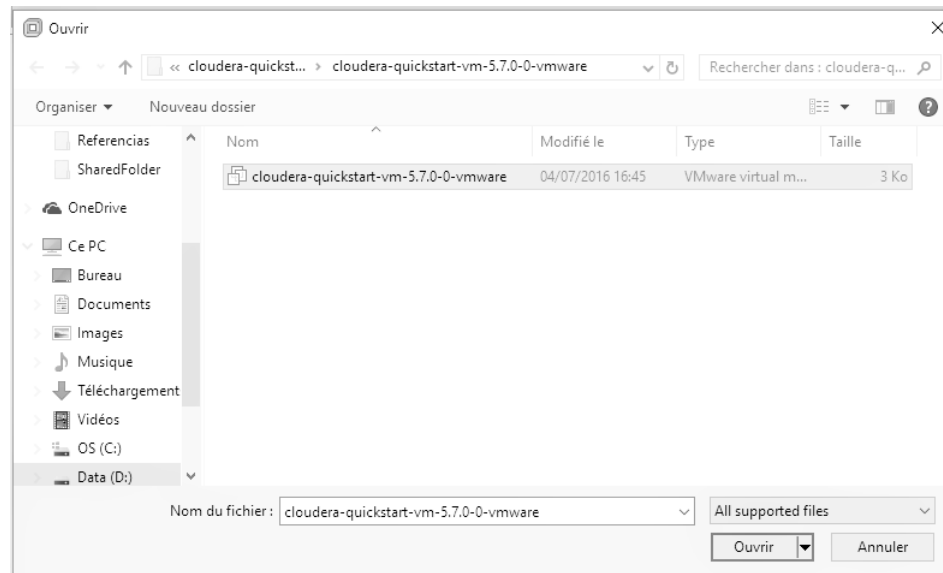 Ouvrir
« cloudera-quickst... › cloudera-quickstart-vm-5.7.0-0-vmware
Rechercher dans : cloudera-q...
Organiser
Nouveau dossier
Nom
Modifié le
Type
Taille
Referencias
SharedFolder
cloudera-quickstart-vm-5.7.0-0-vmware
04/07/2016 16:45
VMware virtual m...
3 Ko
OneDrive
Ce PC
Bureau
Documents
Images
Musique
Téléchargement
Vidéos
OS (C:)
Data (D:)
Nom du fichier :
cloudera-quickstart-vm-5.7.0-0-vmware
All supported files
Ouvrir
Annuler